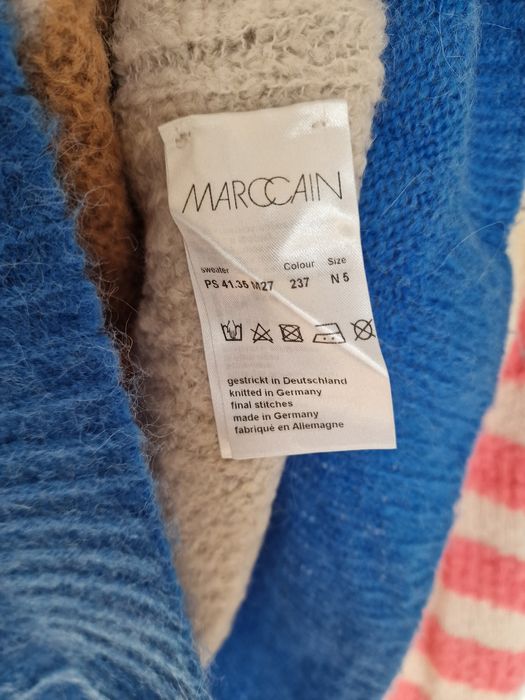 MARCCAIN
sweater Colour Size
PS 41.35 M27 237 N 5
gestrickt in Deutschland
knitted in Germany
final stitches
made in Germany
fabriqué en Allemagne